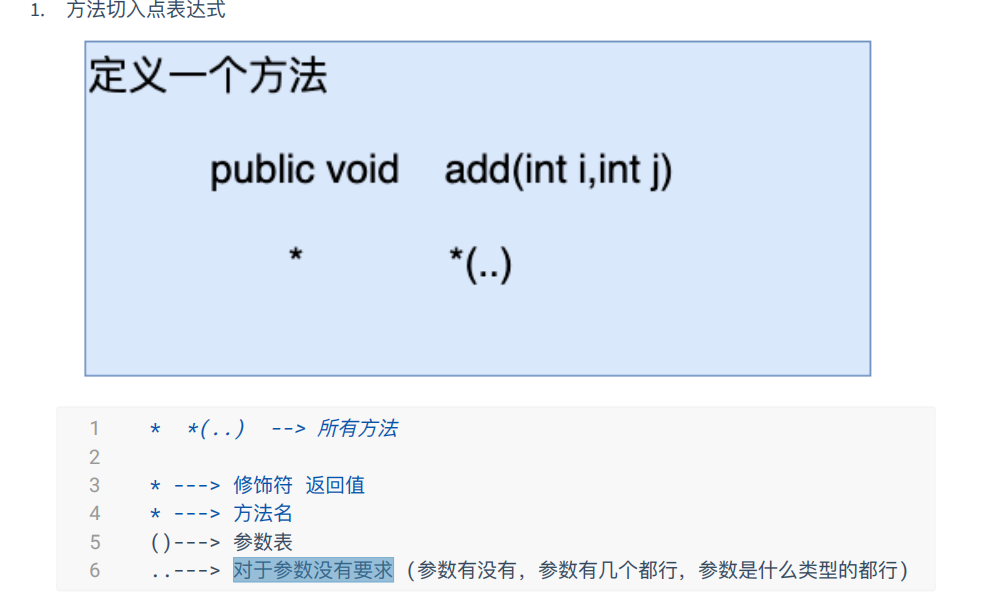 1. 方法切入点表达式
定义一个方法
public void add(int i,int j)
* *(..)
1 * *(..) --> 所有方法
2
3 * ---> 修饰符 返回值
4 * ---> 方法名
5 ()---> 参数表
6 ..---> 对于参数没有要求 (参数有没有，参数有几个都行，参数是什么类型的都行)